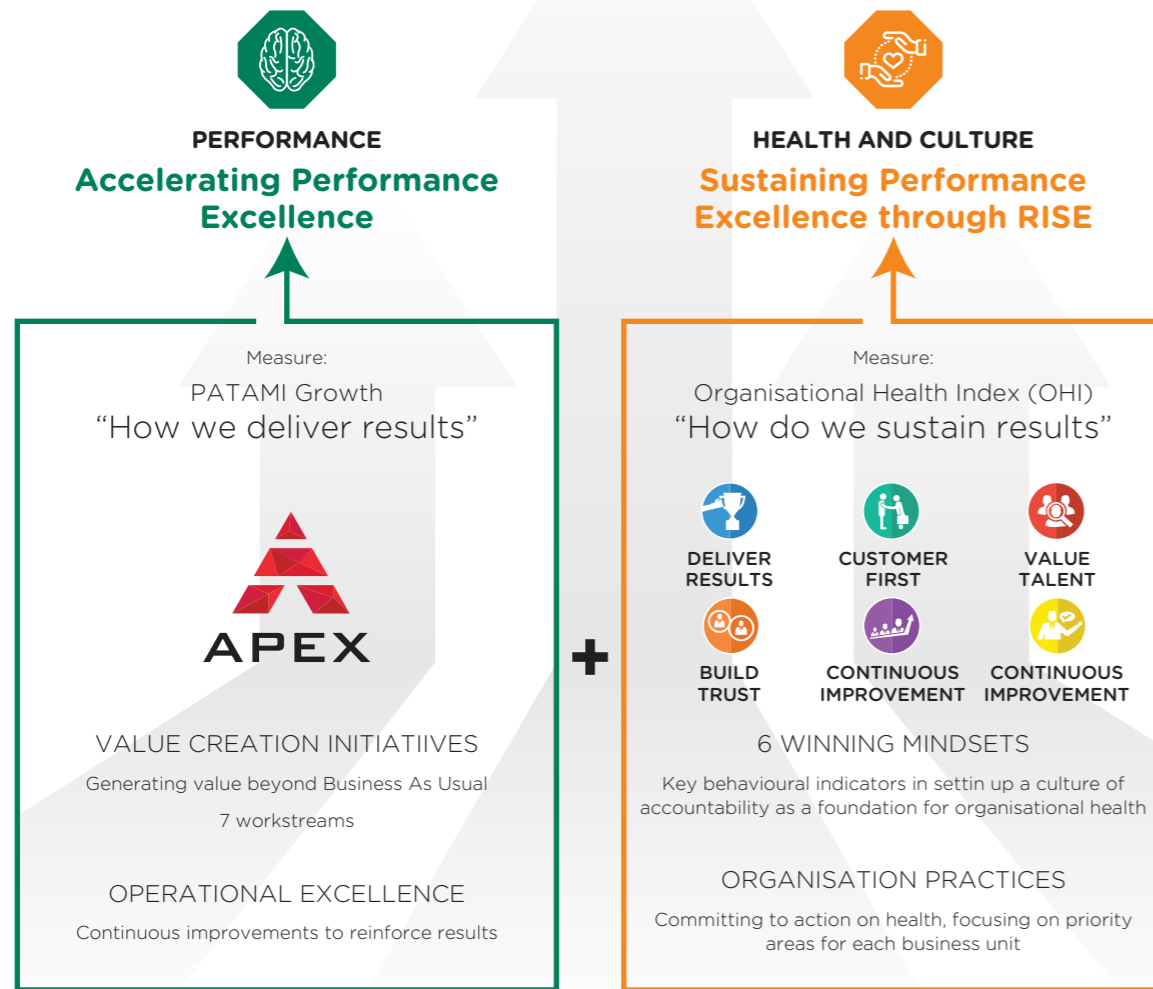 PERFORMANCE
Accelerating Performance
Excellence
Measure:
PATAMI Growth
“How we deliver results”
APEX
VALUE CREATION INITIATIIVES
Generating value beyond Business As Usual
7 workstreams
OPERATIONAL EXCELLENCE
Continuous improvements to reinforce results
+
HEALTH AND CULTURE
Sustaining Performance
Excellence through RISE
Measure:
Organisational Health Index (OHI)
“How do we sustain results”
DELIVER
RESULTS
CUSTOMER
FIRST
VALUE
TALENT
BUILD
TRUST
CONTINUOUS
IMPROVEMENT
CONTINUOUS
IMPROVEMENT
6 WINNING MINDSETS
Key behavioural indicators in settin up a culture of
accountability as a foundation for organisational health
ORGANISATION PRACTICES
Committing to action on health, focusing on priority
areas for each business unit